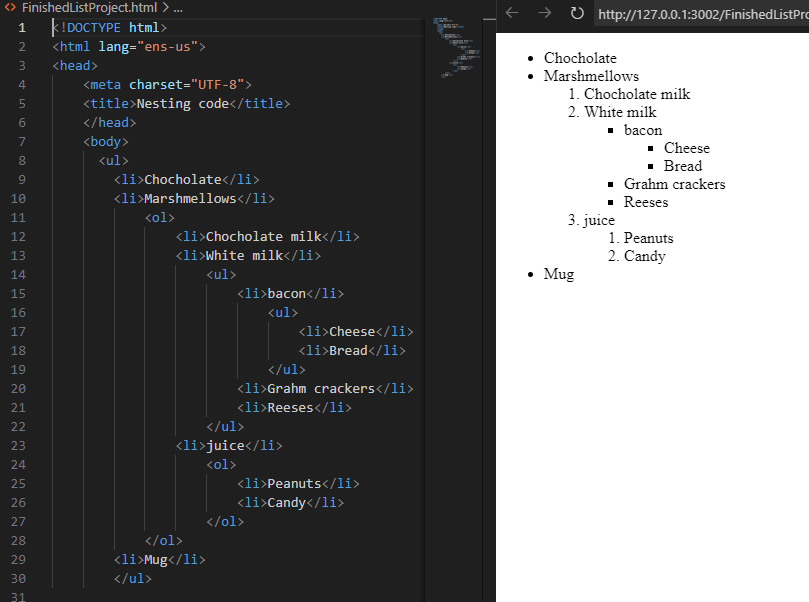 FinishedListProject.html > ...
1 <!DOCTYPE html>
2 <html lang="ens-us">
3 <head>
4 <meta charset="UTF-8">
5 <title>Nesting code</title>
6 </head>
7 <body>
8 <ul>
9 <li>Chocholate</li>
10 <li>Marshmellows</li>
11 <ol>
12 <li>Chocholate milk</li>
13 <li>White milk</li>
14 <ul>
15 <li>bacon</li>
16 <ul>
17 <li>Cheese</li>
18 <li>Bread</li>
19 </ul>
20 <li>Grahm crackers</li>
21 <li>Reeses</li>
22 </ul>
23 <li>juice</li>
24 <ol>
25 <li>Peanuts</li>
26 <li>Candy</li>
27 </ol>
28 </ol>
29 <li>Mug</li>
30 </ul>
31
http://127.0.0.1:3002/FinishedListPro
• Chocholate
• Marshmellows
1. Chocholate milk
2. White milk
▪ bacon
▪ Cheese
▪ Bread
▪ Grahm crackers
▪ Reeses
3. juice
1. Peanuts
2. Candy
• Mug